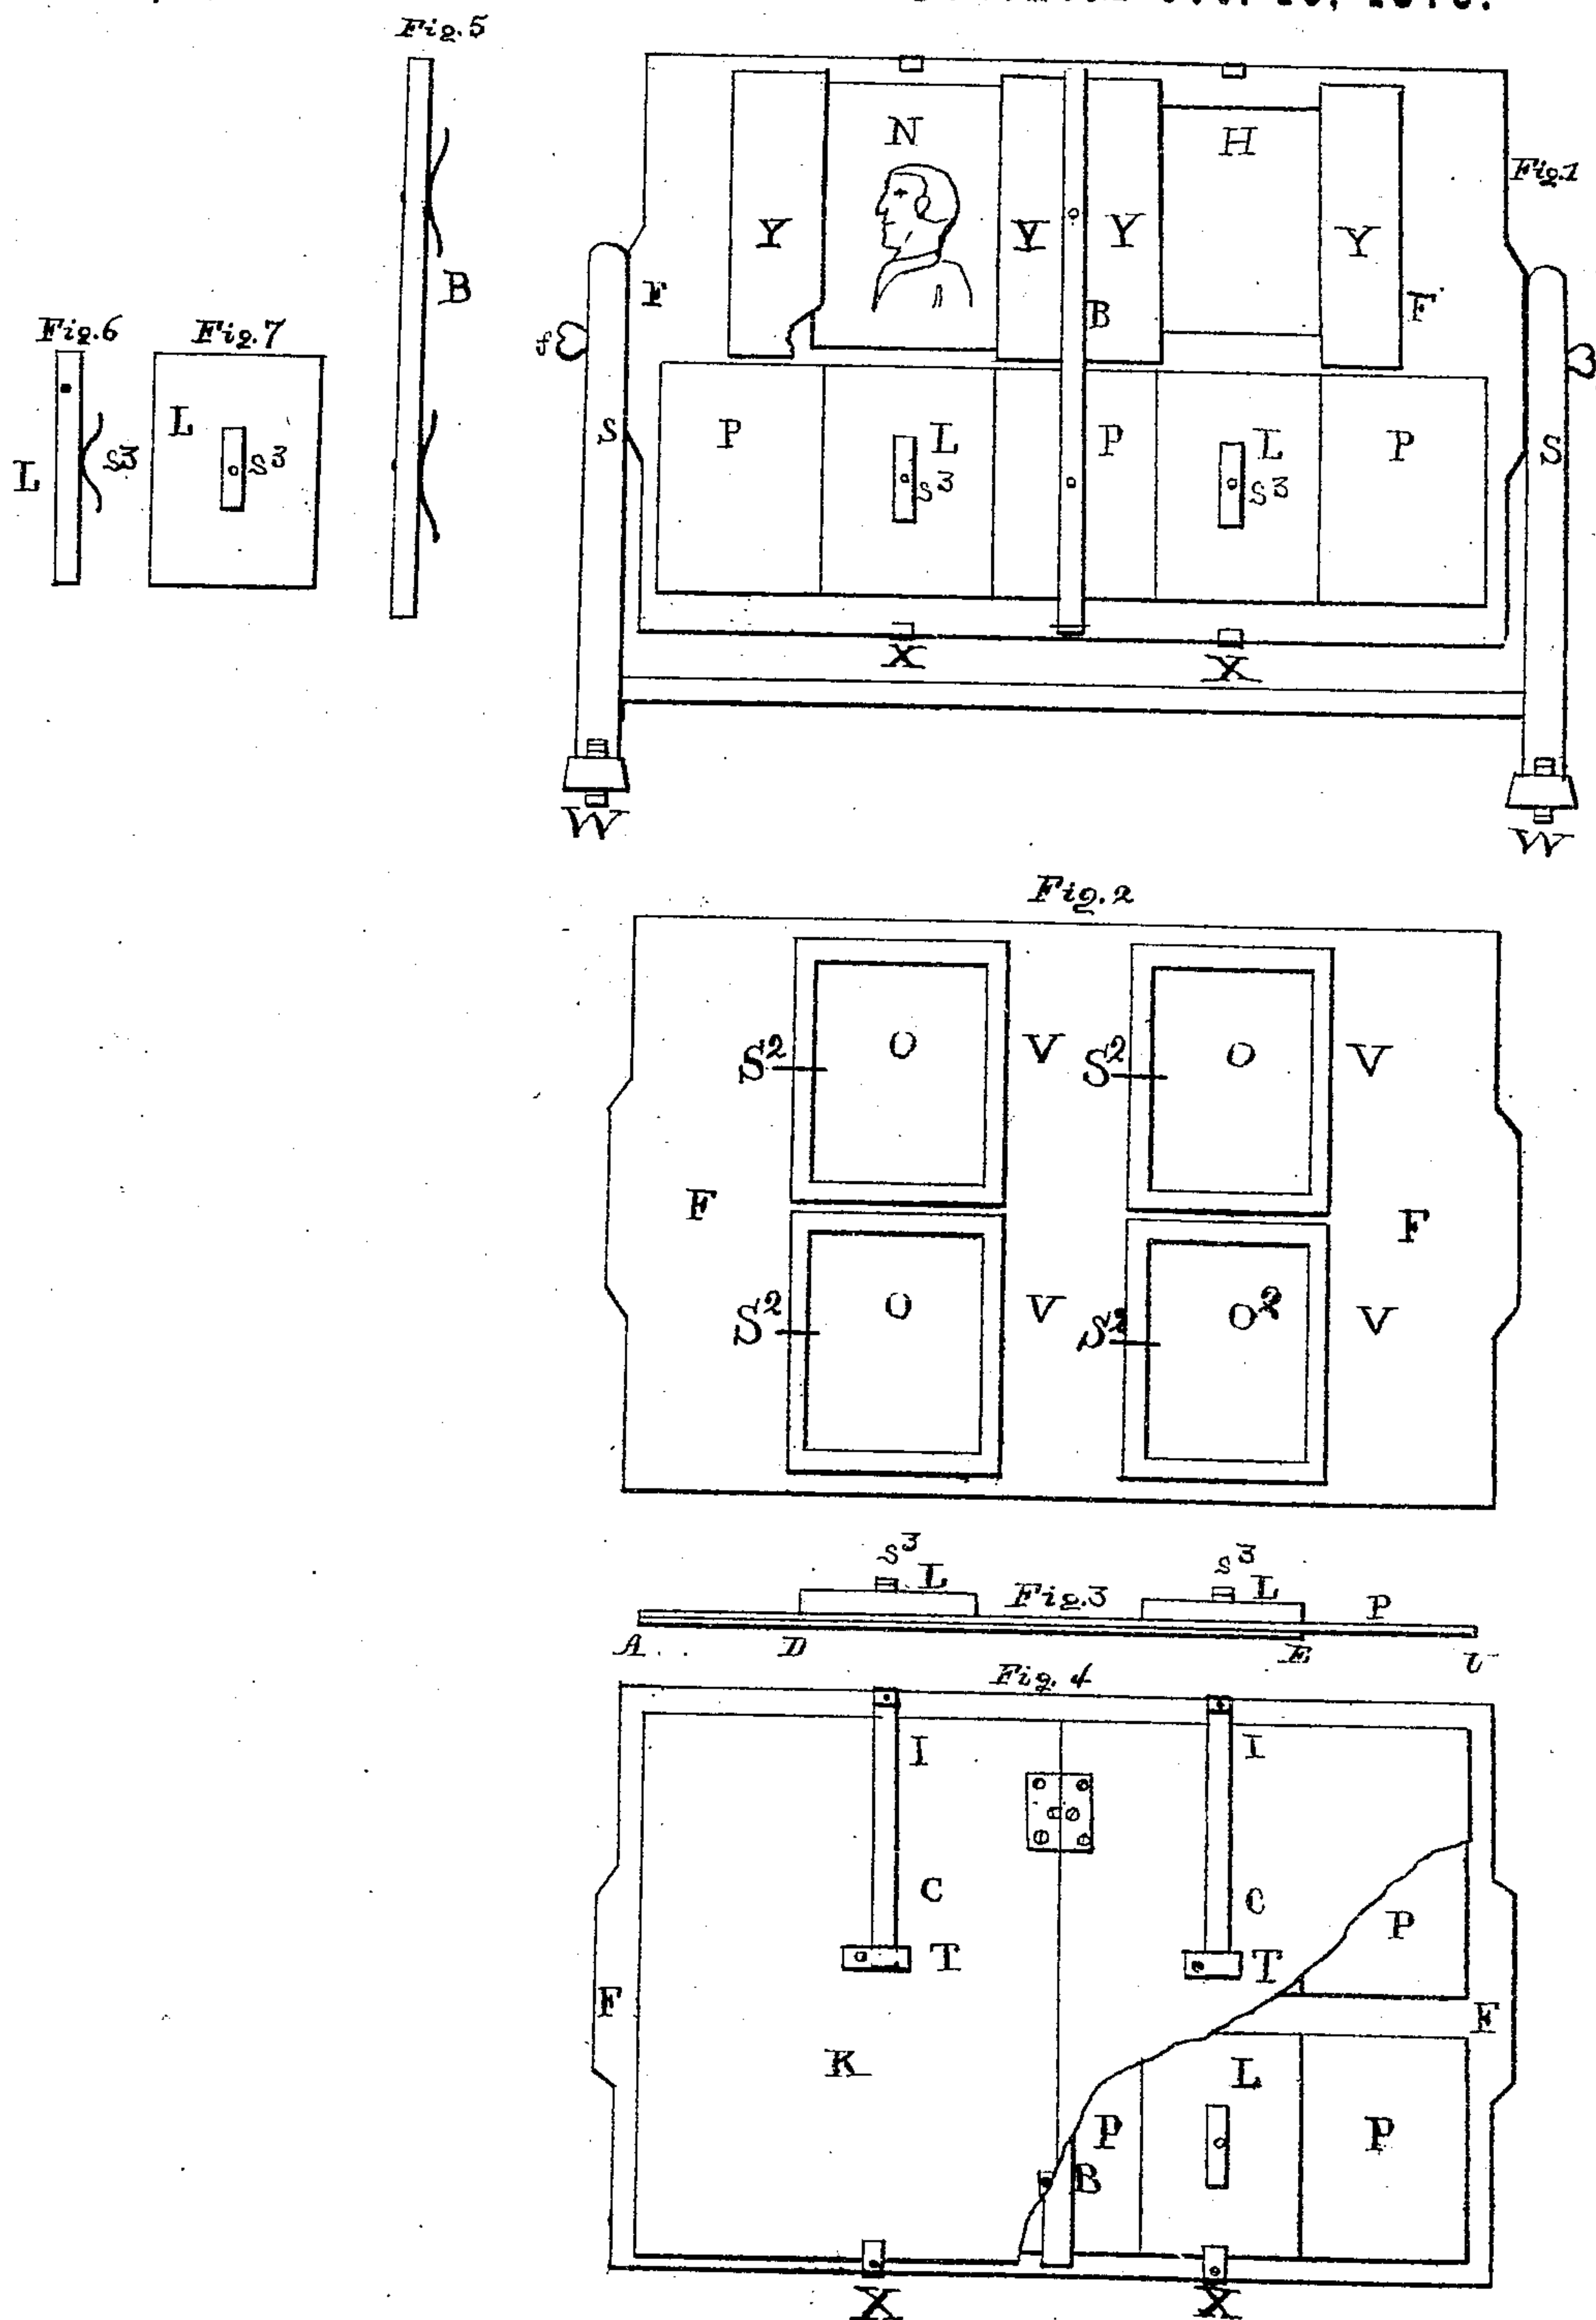 Fig.5
Fig.1
N H
Y Y Y Y
F B F
B
f
Fig.6 Fig.7
L s3 L s3
S P L s3 P L s3 P S
X X
W W
Fig.2
S2 O V S2 O V
F F
S2 O V S2 O2 V
s3 L Fig.3 s3 L P
A D E
Fig. 4
I I
C C
T T P
F F
K L
P P
B
X X